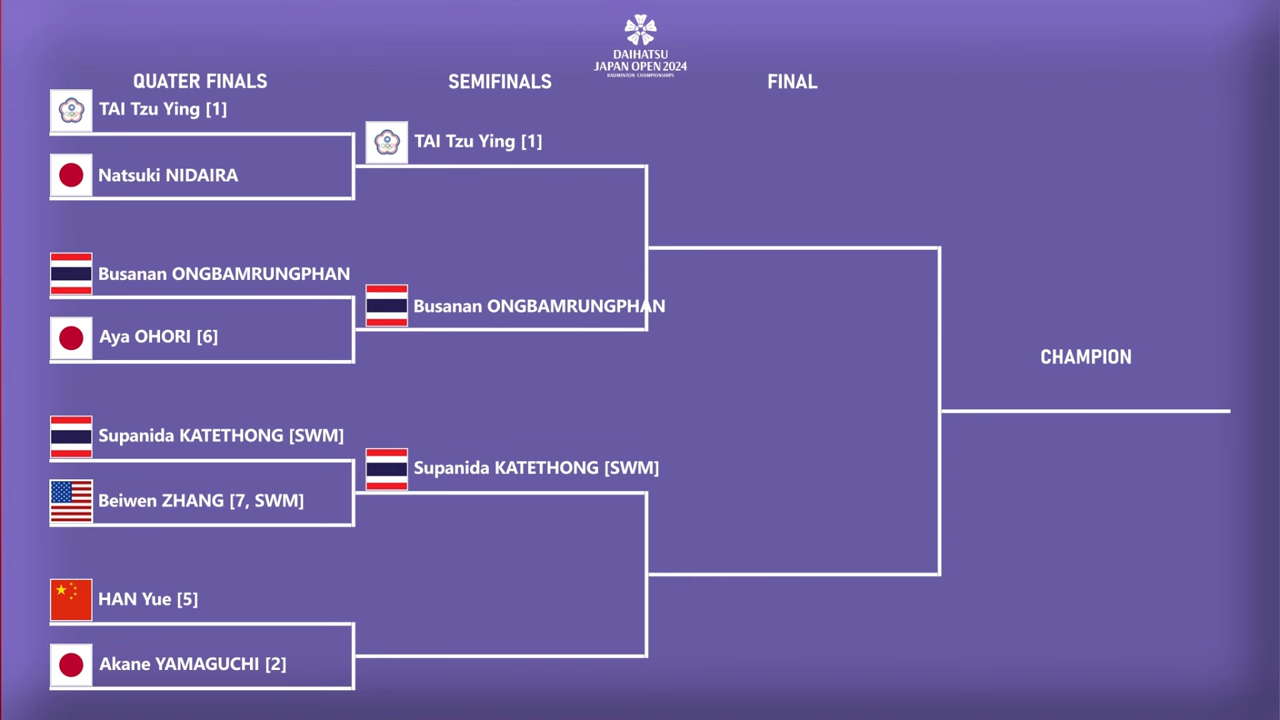 DAIHATSU
JAPAN OPEN 2024
BADMINTON CHAMPIONSHIPS
QUATER FINALS
SEMIFINALS
FINAL
TAI Tzu Ying [1]
Natsuki NIDAIRA
Busanan ONGBAMRUNGPHAN
Aya OHORI [6]
Supanida KATETHONG [SWM]
Beiwen ZHANG [7, SWM]
HAN Yue [5]
Akane YAMAGUCHI [2]
TAI Tzu Ying [1]
Busanan ONGBAMRUNGPHAN
Supanida KATETHONG [SWM]
CHAMPION